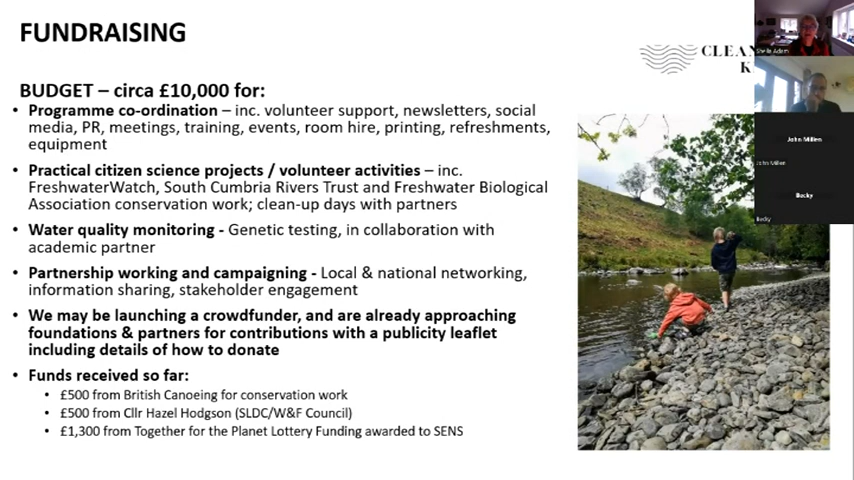 FUNDRAISING
CLEAN
K
BUDGET – circa £10,000 for:
• Programme co-ordination – inc. volunteer support, newsletters, social
media, PR, meetings, training, events, room hire, printing, refreshments,
equipment
• Practical citizen science projects / volunteer activities – inc.
FreshwaterWatch, South Cumbria Rivers Trust and Freshwater Biological
Association conservation work; clean-up days with partners
• Water quality monitoring - Genetic testing, in collaboration with
academic partner
• Partnership working and campaigning - Local & national networking,
information sharing, stakeholder engagement
• We may be launching a crowdfunder, and are already approaching
foundations & partners for contributions with a publicity leaflet
including details of how to donate
• Funds received so far:
• £500 from British Canoeing for conservation work
• £500 from Cllr Hazel Hodgson (SLDC/W&F Council)
• £1,300 from Together for the Planet Lottery Funding awarded to SENS
Sheila Adam
John Millen
John Millen
Becky
Becky